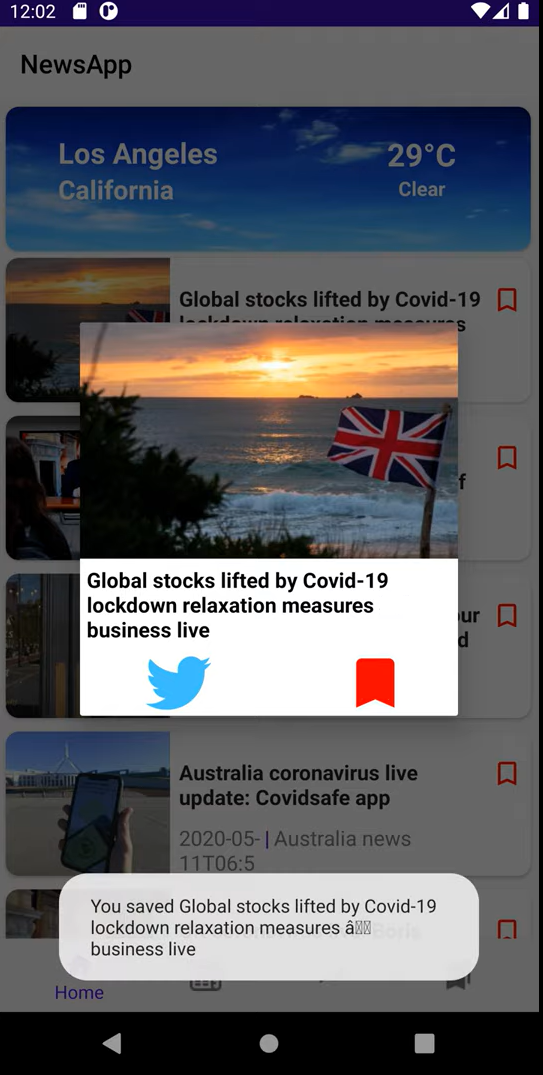 12:02
NewsApp
Los Angeles
29°C
California
Clear
Global stocks lifted by Covid-19
lockdown relaxation measures
f
our
d
Global stocks lifted by Covid-19
lockdown relaxation measures
business live
Australia coronavirus live
update: Covidsafe app
2020-05- | Australia news
11T06:5
You saved Global stocks lifted by Covid-19
lockdown relaxation measures â
business live
Home